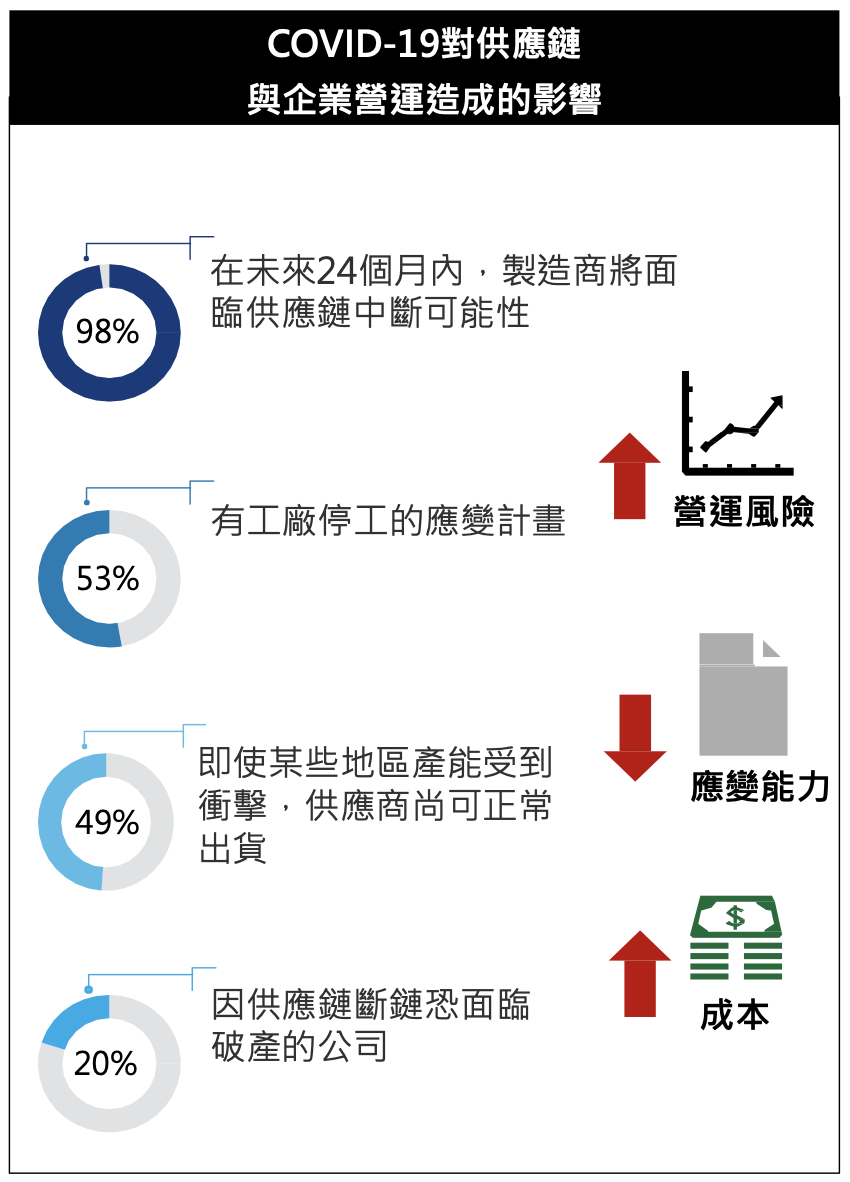 COVID-19對供應鏈
與企業營運造成的影響
98%
在未來24個月內，製造商將面
臨供應鏈中斷可能性
營運風險
53%
有工廠停工的應變計畫
應變能力
49%
即使某些地區產能受到
衝擊，供應商尚可正常
出貨
$
成本
20%
因供應鏈斷鏈恐面臨
破產的公司